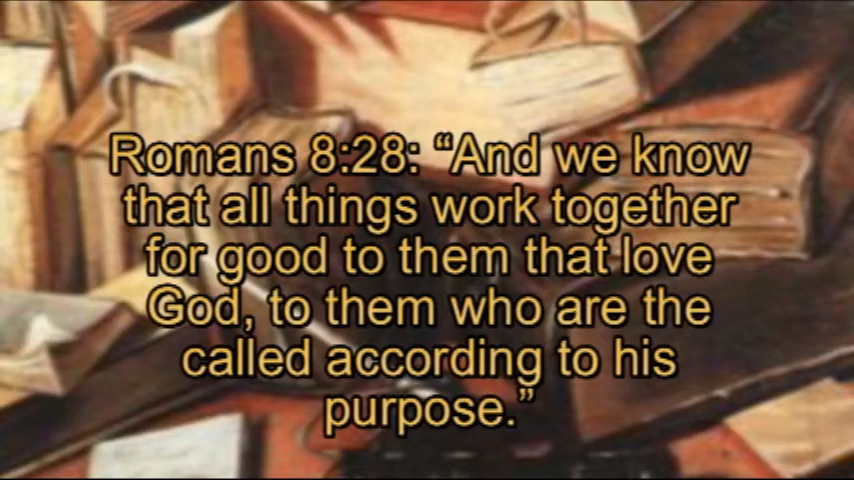 Romans 8:28: “And we know
that all things work together
for good to them that love
God, to them who are the
called according to his
purpose.”